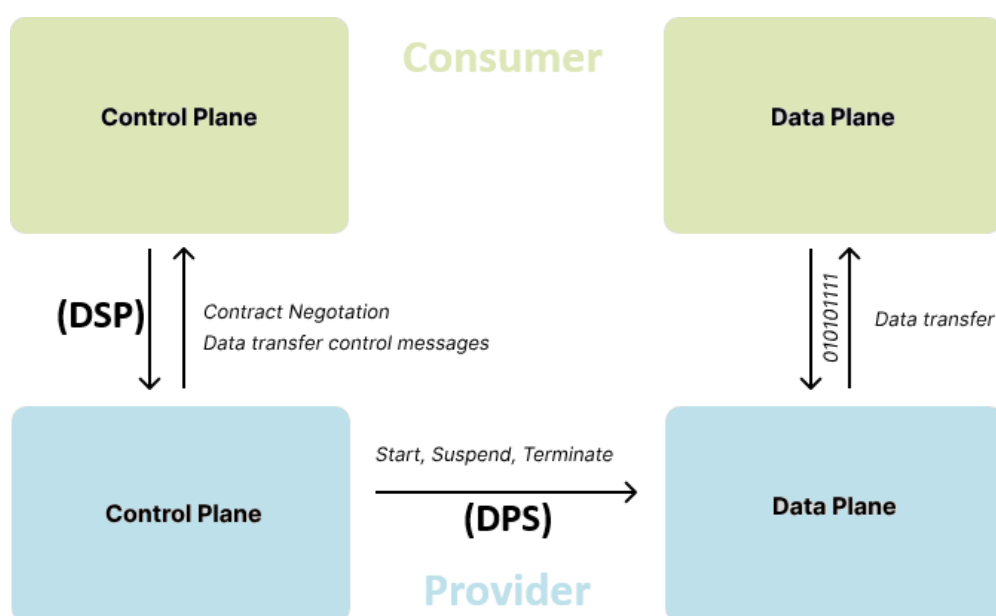 Consumer
Control Plane
Data Plane
(DSP)
Contract Negotation
Data transfer control messages
010101111
Data transfer
Start, Suspend, Terminate
(DPS)
Control Plane
Data Plane
Provider